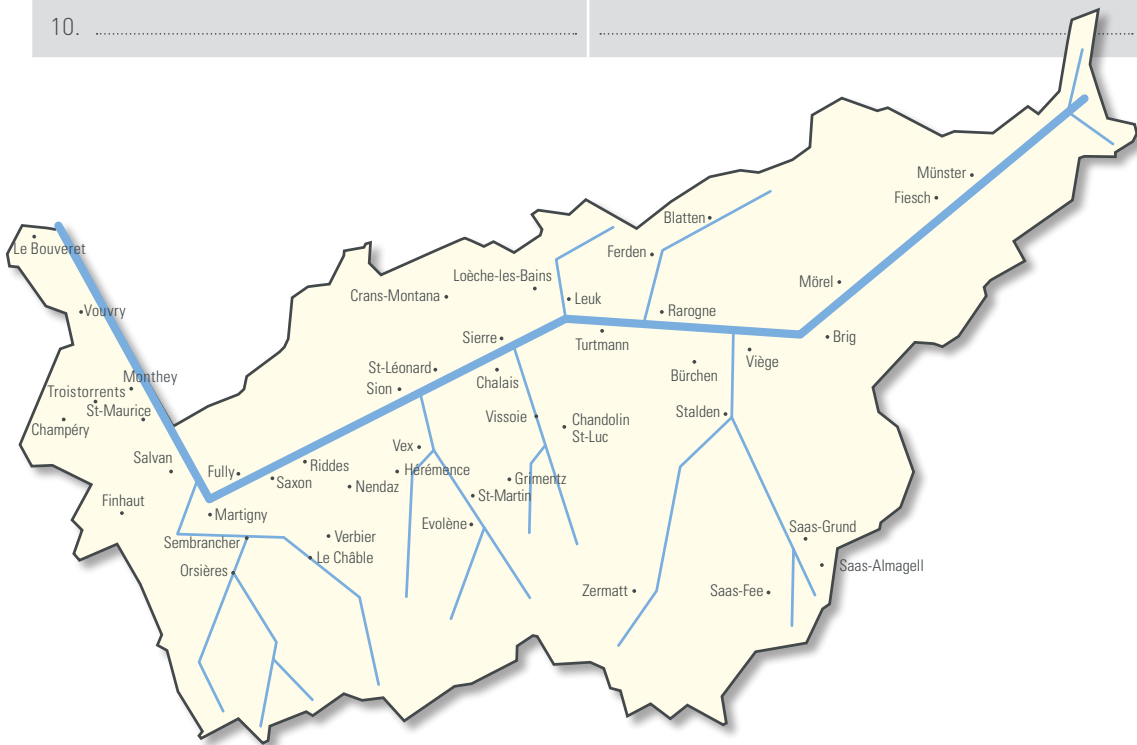 10.
Münster
Fiesch
Blatten
Le Bouveret
Ferden
Loèche-les-Bains
Mörel
Crans-Montana
Leuk
Vouvry
Rarogne
Turtmann
Sierre
Brig
Viège
St-Léonard
Bürchen
Monthey
Chalais
Sion
Troistorrents
St-Maurice
Stalden
Vissoie
Chandolin
St-Luc
Champéry
Vex
Salvan
Riddes
Fully
Hérémence
Saxon
Grimentz
Nendaz
St-Martin
Finhaut
Martigny
Evolène
Saas-Grund
Verbier
Sembrancher
Le Châble
Saas-Almagell
Orsières
Zermatt
Saas-Fee